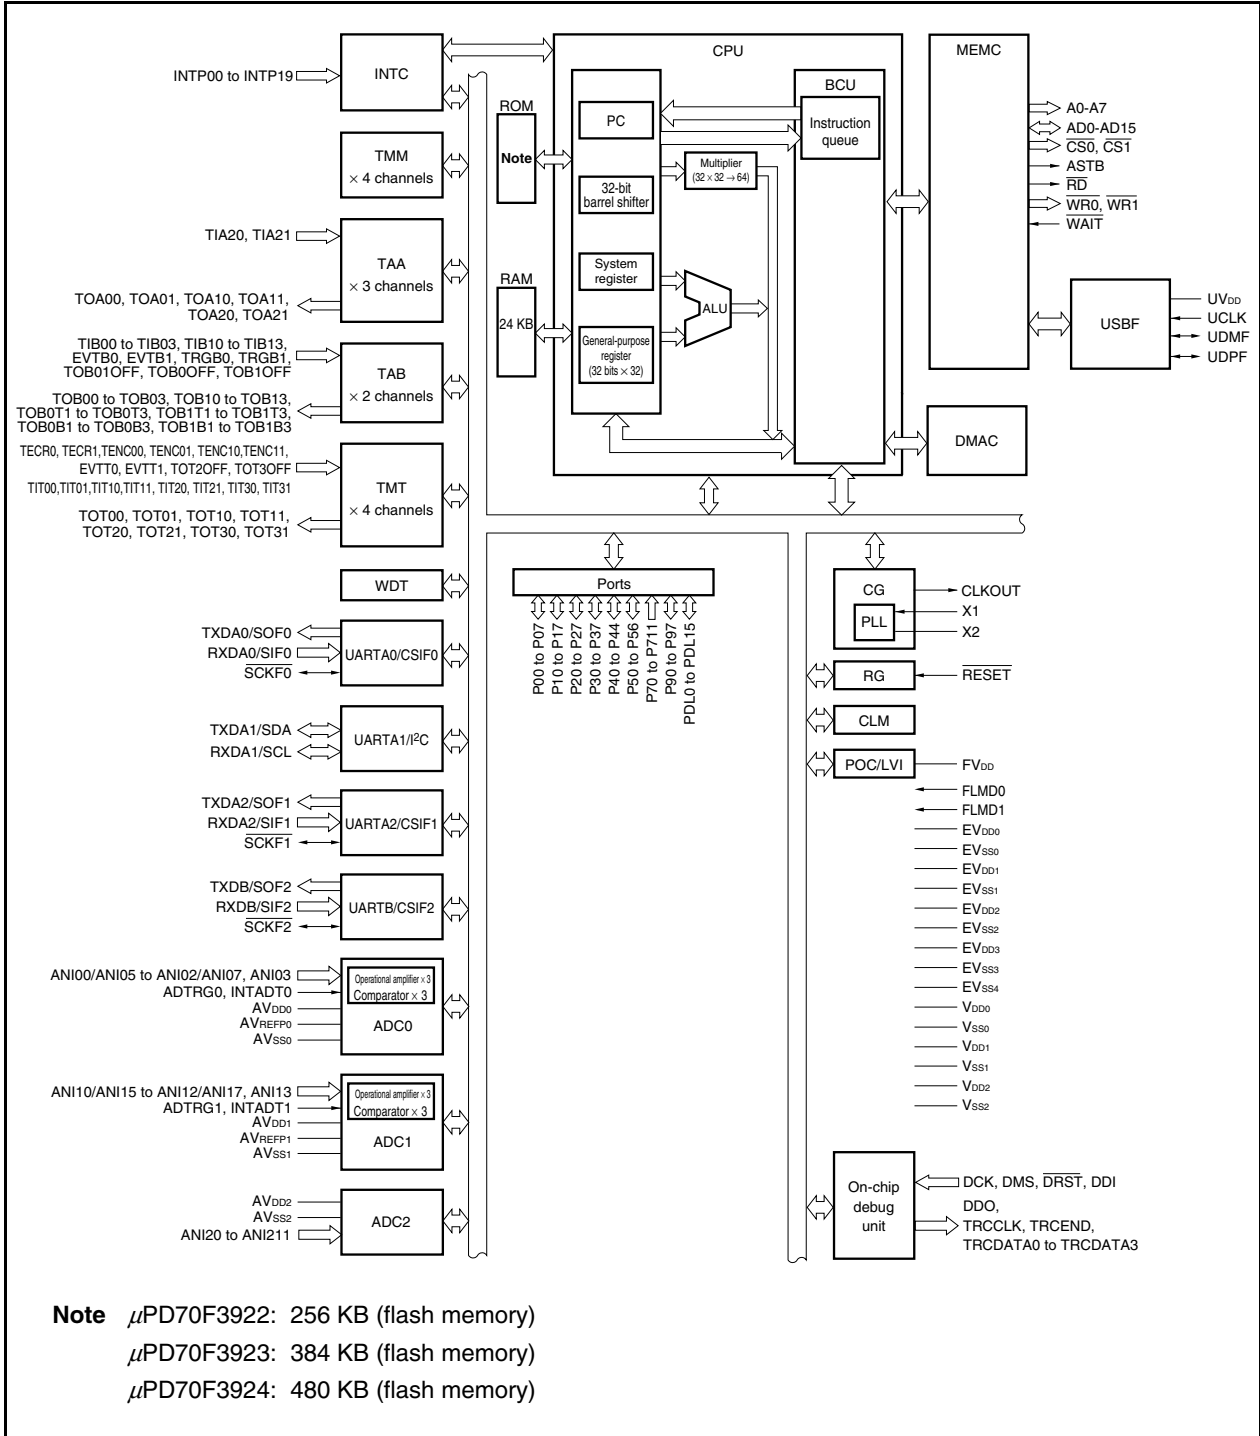 INTP00 to INTP19
INTC
TMM
× 4 channels
TIA20, TIA21
TAA
× 3 channels
TOA00, TOA01, TOA10, TOA11,
TOA20, TOA21
TIB00 to TIB03, TIB10 to TIB13,
EVTB0, EVTB1, TRGB0, TRGB1,
TOB01OFF, TOB0OFF, TOB1OFF
TAB
× 2 channels
TOB00 to TOB03, TOB10 to TOB13,
TOB0T1 to TOB0T3, TOB1T1 to TOB1T3,
TOB0B1 to TOB0B3, TOB1B1 to TOB1B3
TECR0, TECR1,TENC00, TENC01, TENC10,TENC11,
EVTT0, EVTT1, TOT2OFF, TOT3OFF
TIT00,TIT01,TIT10,TIT11, TIT20, TIT21, TIT30, TIT31
TMT
× 4 channels
TOT00, TOT01, TOT10, TOT11,
TOT20, TOT21, TOT30, TOT31
WDT
TXDA0/SOF0
RXDA0/SIF0
SCKF0
UARTA0/CSIF0
TXDA1/SDA
RXDA1/SCL
UARTA1/I²C
TXDA2/SOF1
RXDA2/SIF1
SCKF1
UARTA2/CSIF1
TXDB/SOF2
RXDB/SIF2
SCKF2
UARTB/CSIF2
ANI00/ANI05 to ANI02/ANI07, ANI03
ADTRG0, INTADT0
AVDD0
AVREFP0
AVSS0
Operational amplifier × 3
Comparator × 3
ADC0
ANI10/ANI15 to ANI12/ANI17, ANI13
ADTRG1, INTADT1
AVDD1
AVREFP1
AVSS1
Operational amplifier × 3
Comparator × 3
ADC1
AVDD2
AVSS2
ANI20 to ANI211
ADC2
ROM
Note
RAM
24 KB
CPU
PC
32-bit
barrel shifter
System
register
General-purpose
register
(32 bits × 32)
Multiplier
(32 × 32 → 64)
ALU
BCU
Instruction
queue
MEMC
A0-A7
AD0-AD15
CS0, CS1
ASTB
RD
WR0, WR1
WAIT
USBF
UVDD
UCLK
UDMF
UDPF
DMAC
Ports
P00 to P07
P10 to P17
P20 to P27
P30 to P37
P40 to P44
P50 to P56
P70 to P711
P90 to P97
PDL0 to PDL15
CG
PLL
CLKOUT
X1
X2
RG
RESET
CLM
POC/LVI
FVDD
FLMD0
FLMD1
EVDD0
EVSS0
EVDD1
EVSS1
EVDD2
EVSS2
EVDD3
EVSS3
EVSS4
VDD0
VSS0
VDD1
VSS1
VDD2
VSS2
On-chip
debug
unit
DCK, DMS, DRST, DDI
DDO,
TRCCLK, TRCEND,
TRCDATA0 to TRCDATA3
Note μPD70F3922: 256 KB (flash memory)
μPD70F3923: 384 KB (flash memory)
μPD70F3924: 480 KB (flash memory)